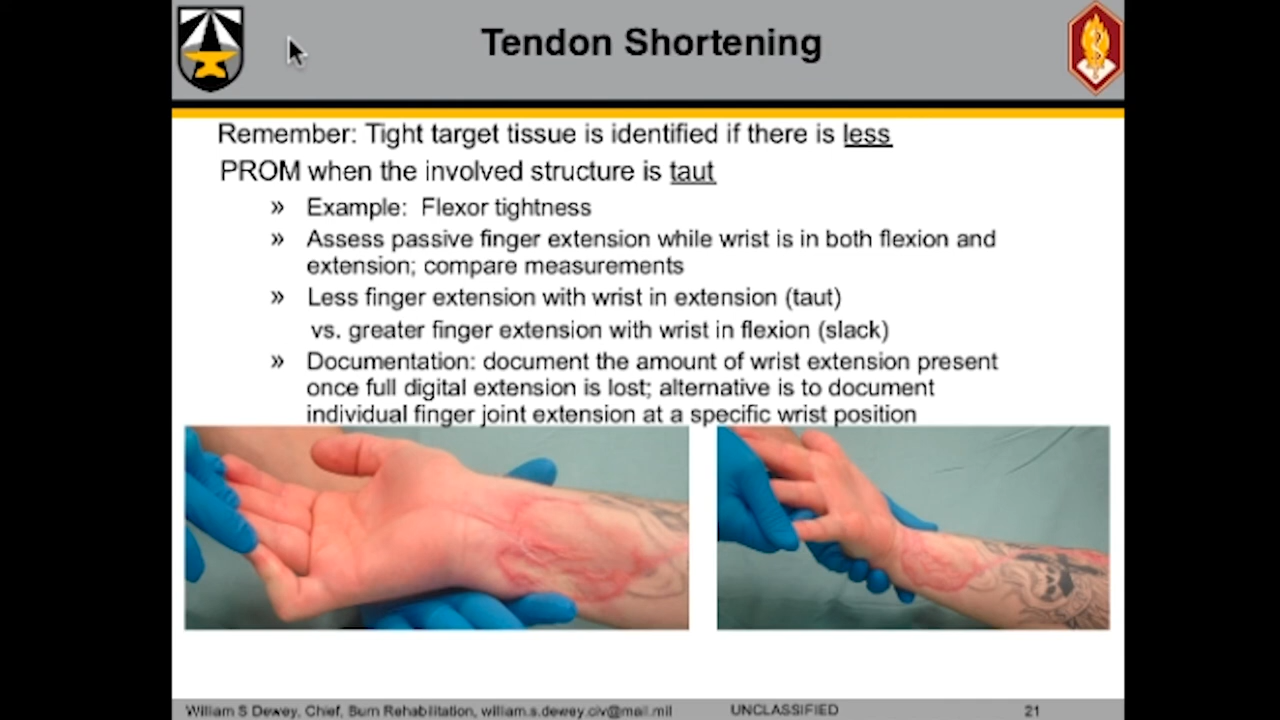 Tendon Shortening
Remember: Tight target tissue is identified if there is less
PROM when the involved structure is taut
» Example: Flexor tightness
» Assess passive finger extension while wrist is in both flexion and
extension; compare measurements
» Less finger extension with wrist in extension (taut)
vs. greater finger extension with wrist in flexion (slack)
» Documentation: document the amount of wrist extension present
once full digital extension is lost; alternative is to document
individual finger joint extension at a specific wrist position
William S Dewey, Chief, Burn Rehabilitation, william.s.dewey.civ@mail.mil UNCLASSIFIED 21